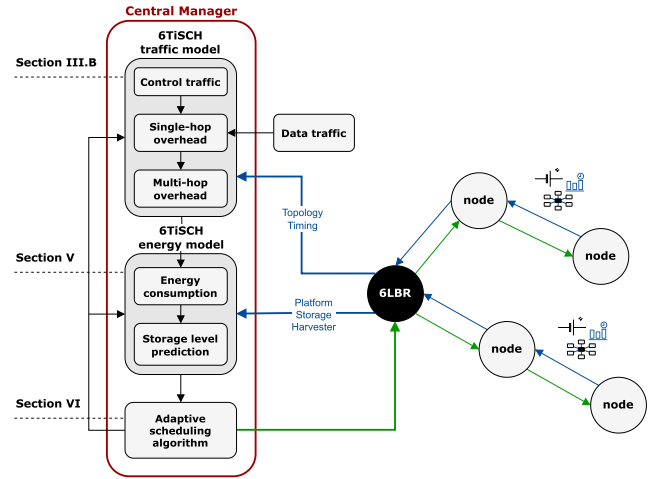 Central Manager
6TiSCH
traffic model
Section III.B
Control traffic
Single-hop
overhead
Data traffic
Multi-hop
overhead
Topology
Timing
6TiSCH
energy model
Section V
Energy
consumption
Platform
Storage
Harvester
Storage level
prediction
Section VI
Adaptive
scheduling
algorithm
6LBR
node
node
node
node